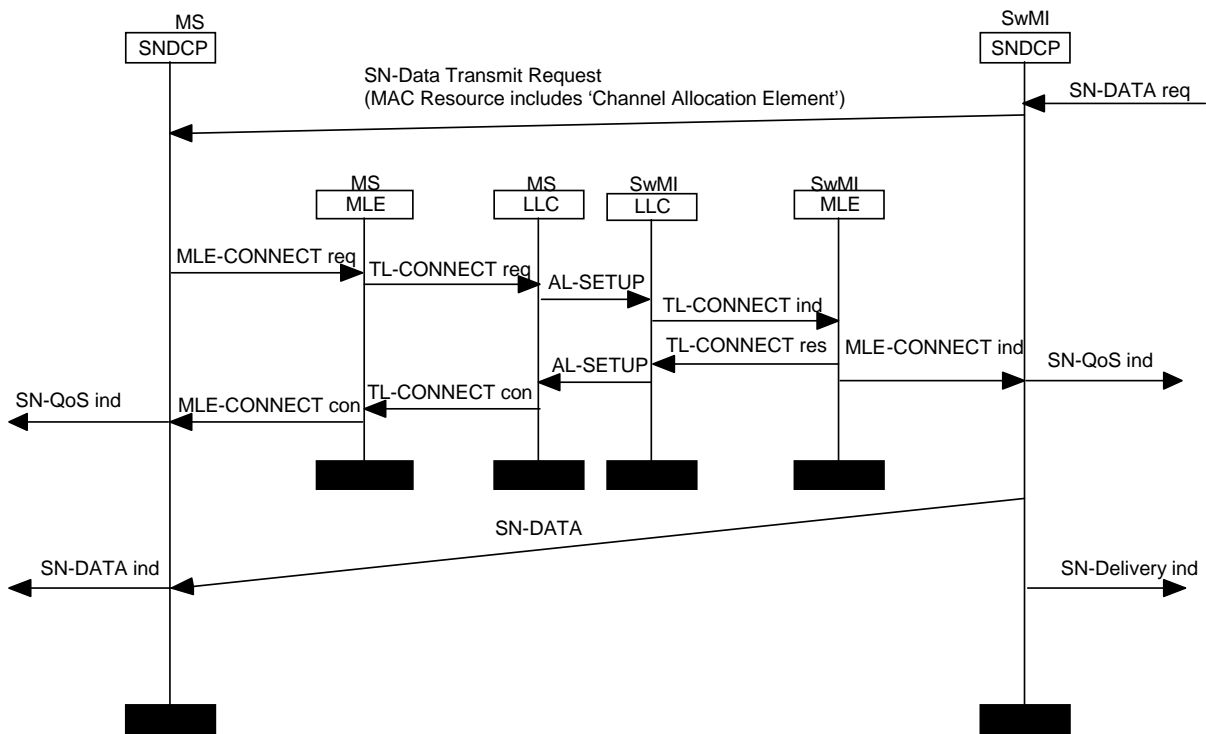 MS
SwMI
SNDCP
SNDCP
SN-Data Transmit Request
(MAC Resource includes ‘Channel Allocation Element’)
SN-DATA req
MS
MS
SwMI
SwMI
MLE
LLC
LLC
MLE
MLE-CONNECT req
TL-CONNECT req
AL-SETUP
TL-CONNECT ind
TL-CONNECT res
MLE-CONNECT ind
AL-SETUP
SN-QoS ind
TL-CONNECT con
SN-QoS ind
MLE-CONNECT con
SN-DATA
SN-DATA ind
SN-Delivery ind